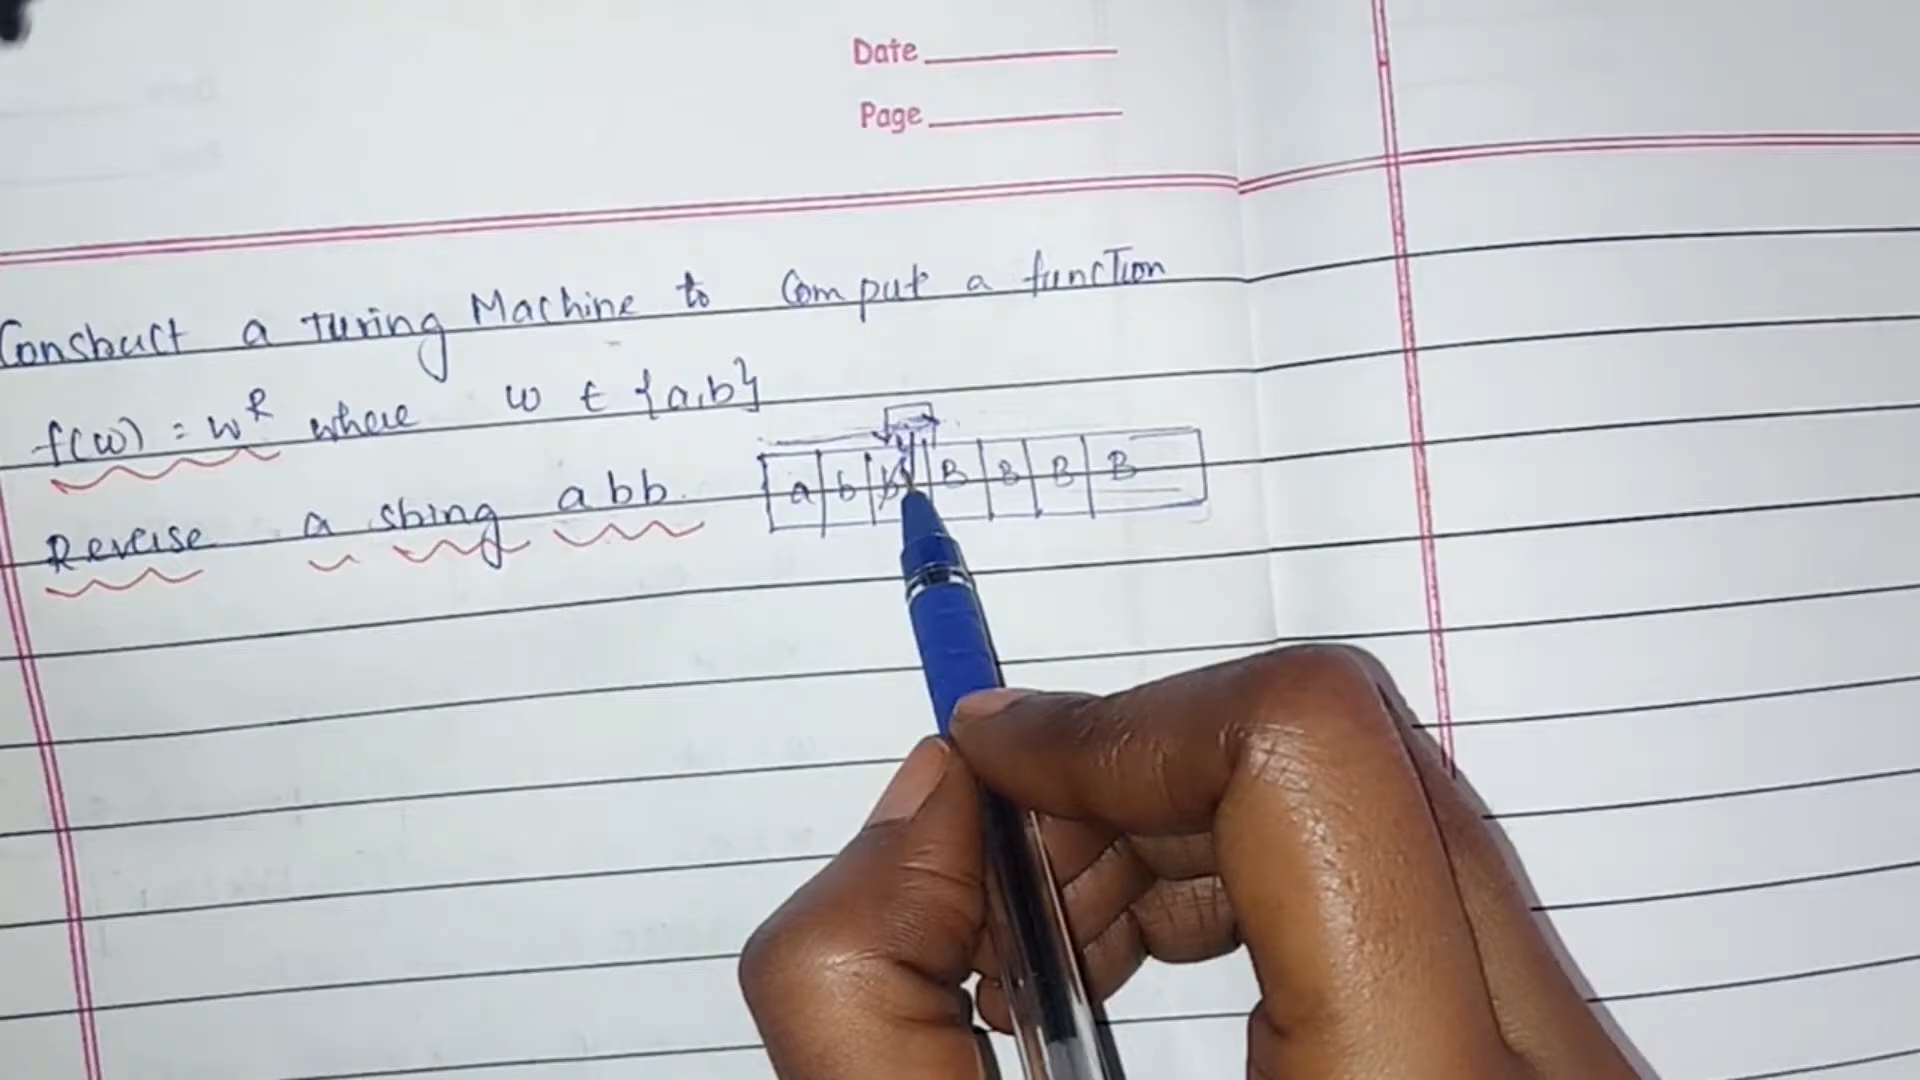 Date
Page
Construct a Turing Machine to Comput a function
f(w) = w^R where w ∈ {a,b}
Reverse a string abb. a b b B B B B